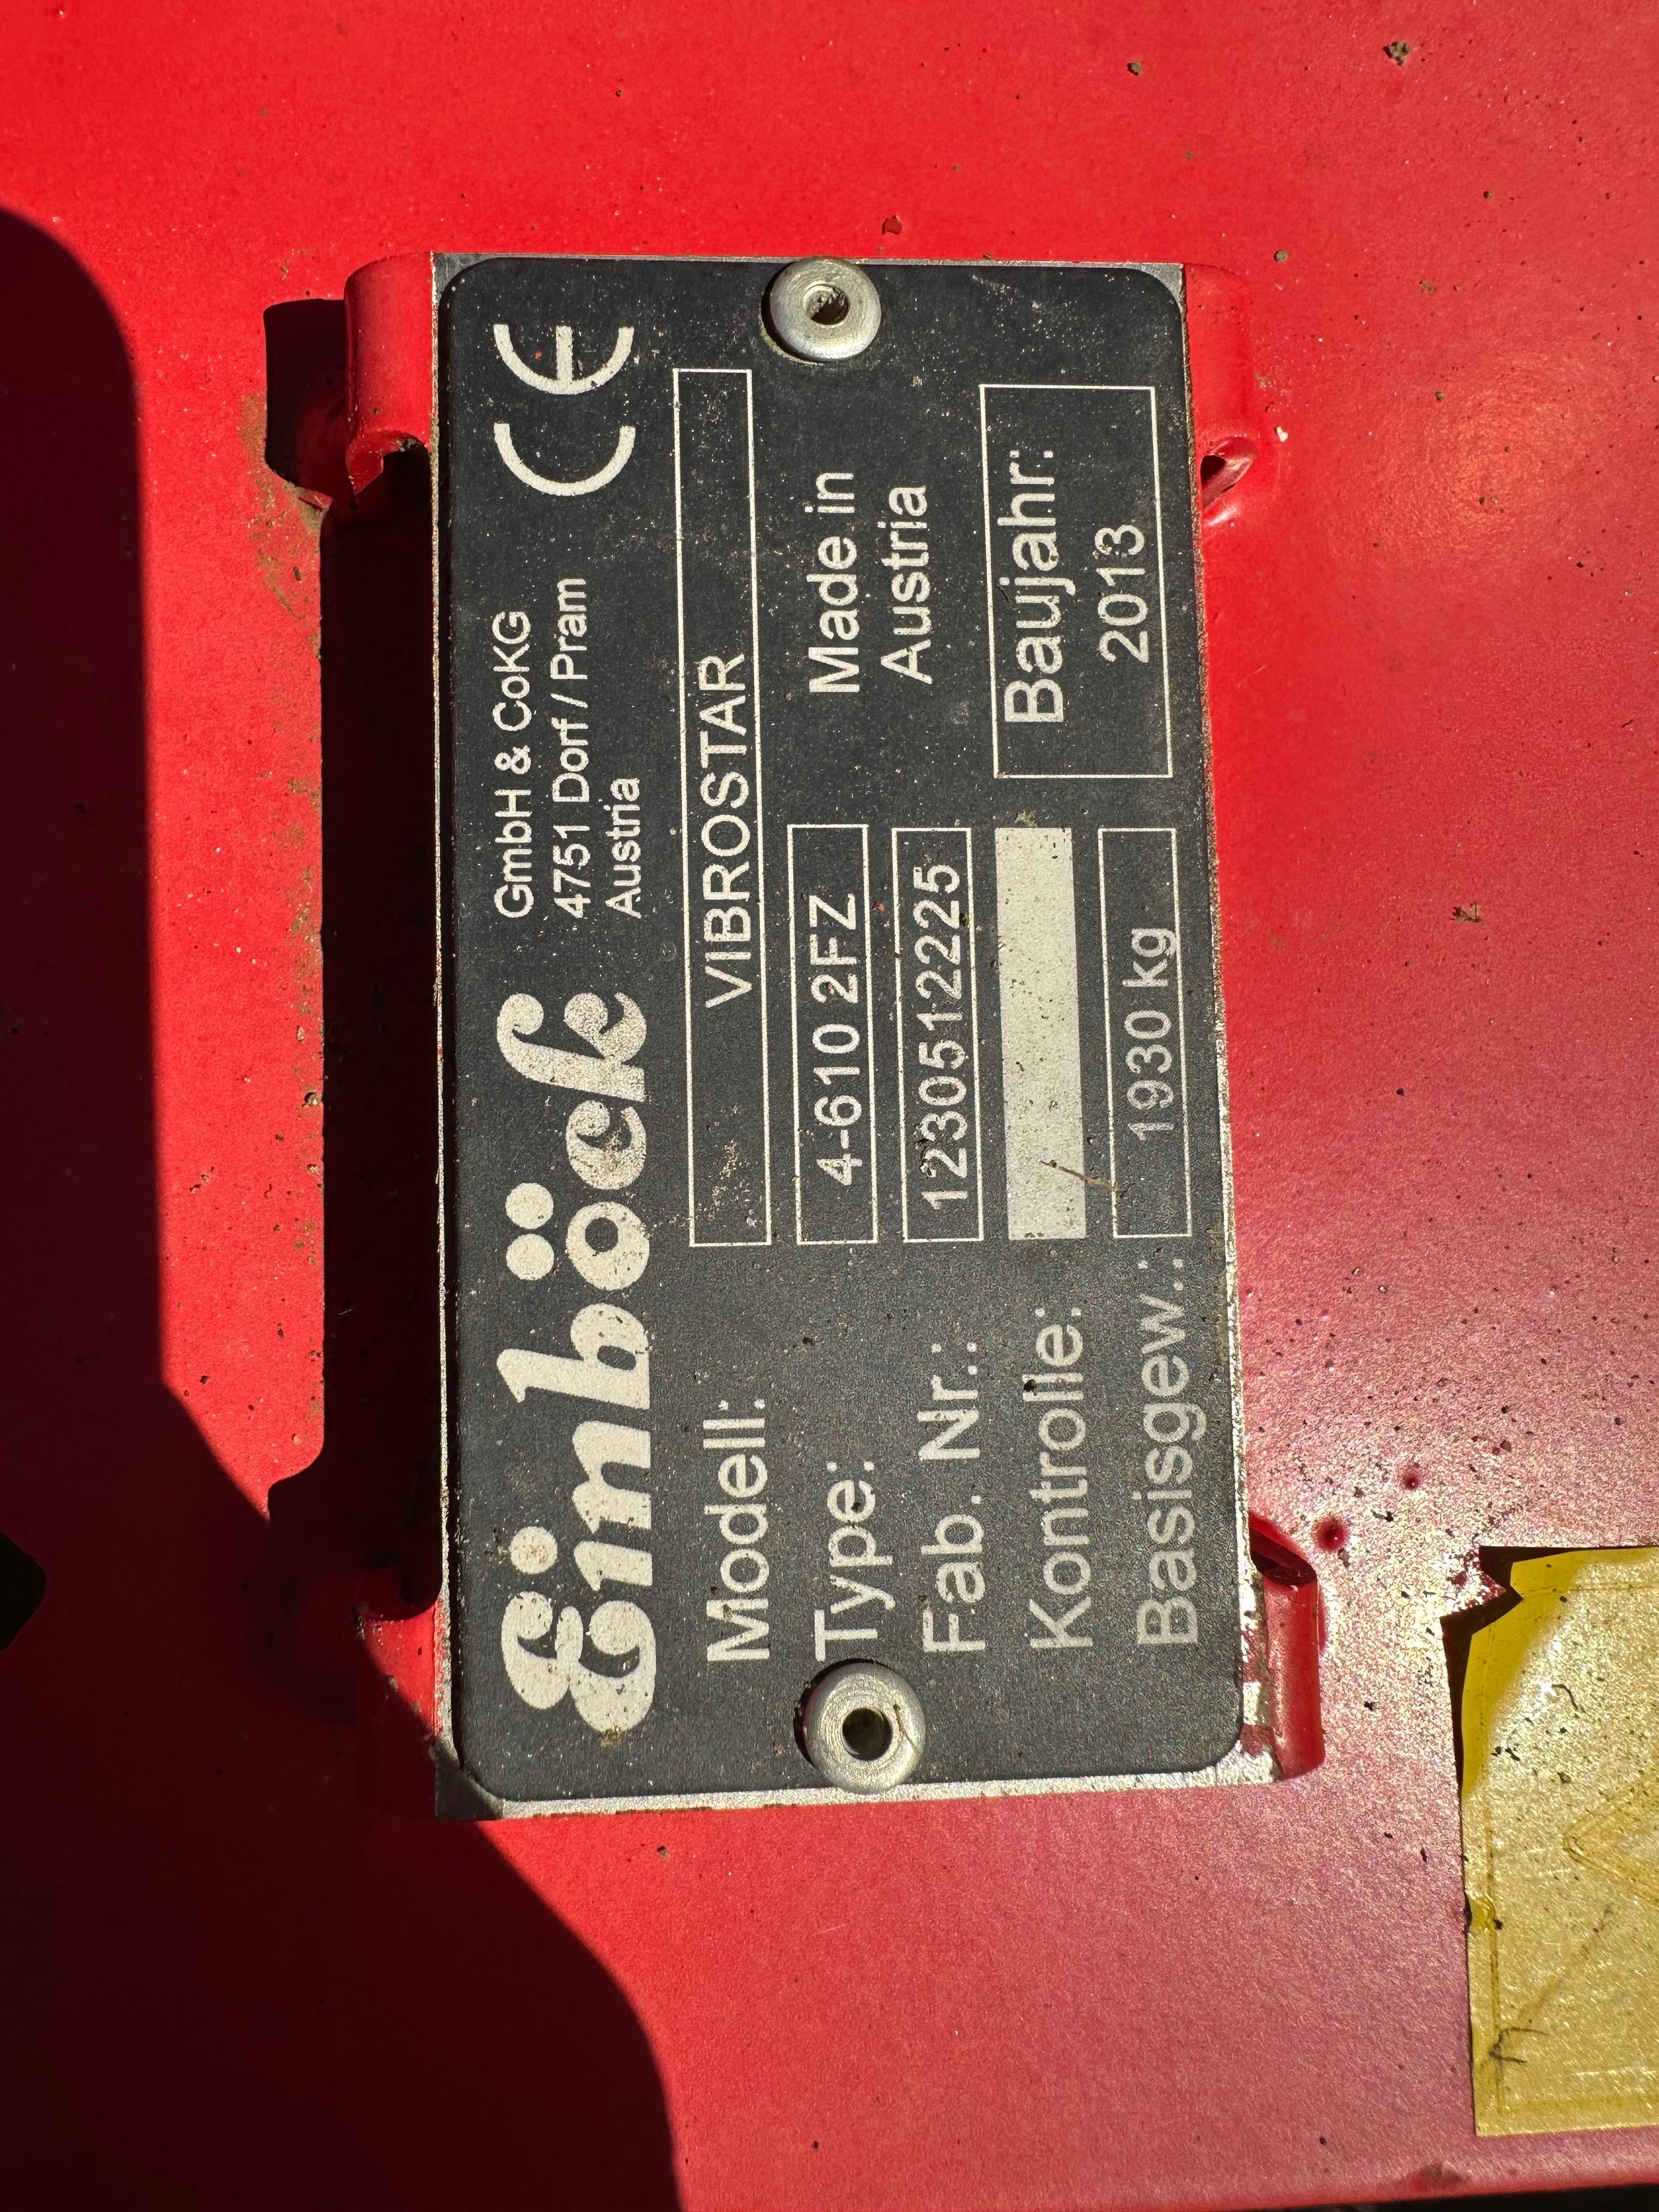 Einböck
GmbH & CoKG
4751 Dorf / Pram
Austria
CE
Modell: VIBROSTAR
Type: 4-610 2FZ
Made in
Austria
Fab. Nr.: 1230512225
Kontrolle:
Baujahr:
2013
Basisgew.: 1930 kg